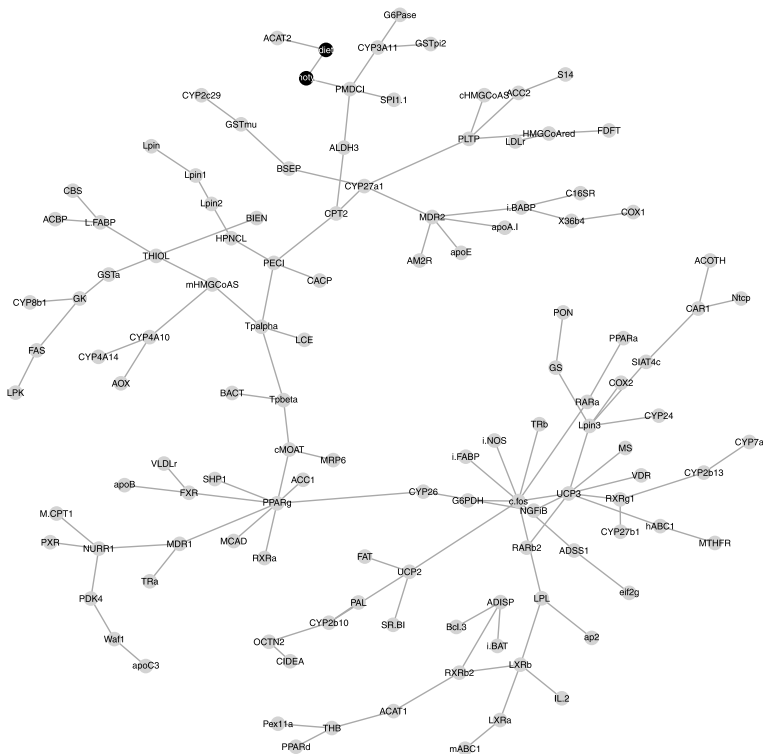 G6Pase
ACAT2
diet
CYP3A11
GSTpi2
S14
PMDCI
SPI1.1
CYP2c29
cHMGCoAS
ACC2
GSTmu
HMGCoAred
FDFT
PLTP
LDLr
Lpin
ALDH3
BSEP
Lpin1
CYP27a1
CBS
C16SR
Lpin2
i.BABP
COX1
ACBP
L.FABP
BIEN
CPT2
MDR2
X36b4
apoA.I
HPNCL
THIOL
apoE
PECI
AM2R
ACOTH
GSTa
mHMGCoAS
CACP
CYP8b1
GK
CAR1
Ntcp
PON
Tpalpha
CYP4A10
LCE
PPARa
FAS
CYP4A14
GS
SIAT4c
AOX
COX2
LPK
BACT
Tpbeta
RARa
CYP24
TRb
Lpin3
i.NOS
cMOAT
MRP6
MS
CYP7a
i.FABP
VLDLr
CYP2b13
SHP1
ACC1
VDR
apoB
FXR
CYP26
UCP3
PPARg
G6PDH
c.fos
RXRg1
NGFiB
M.CPT1
hABC1
CYP27b1
PXR
NURR1
MDR1
MCAD
RARb2
ADSS1
MTHFR
RXRa
FAT
UCP2
TRa
eif2g
PDK4
PAL
ADISP
LPL
CYP2b10
SR.BI
Bcl.3
Waf1
OCTN2
i.BAT
ap2
apoC3
CIDEA
RXRb2
LXRb
IL.2
ACAT1
Pex11a
THB
LXRa
PPARd
mABC1